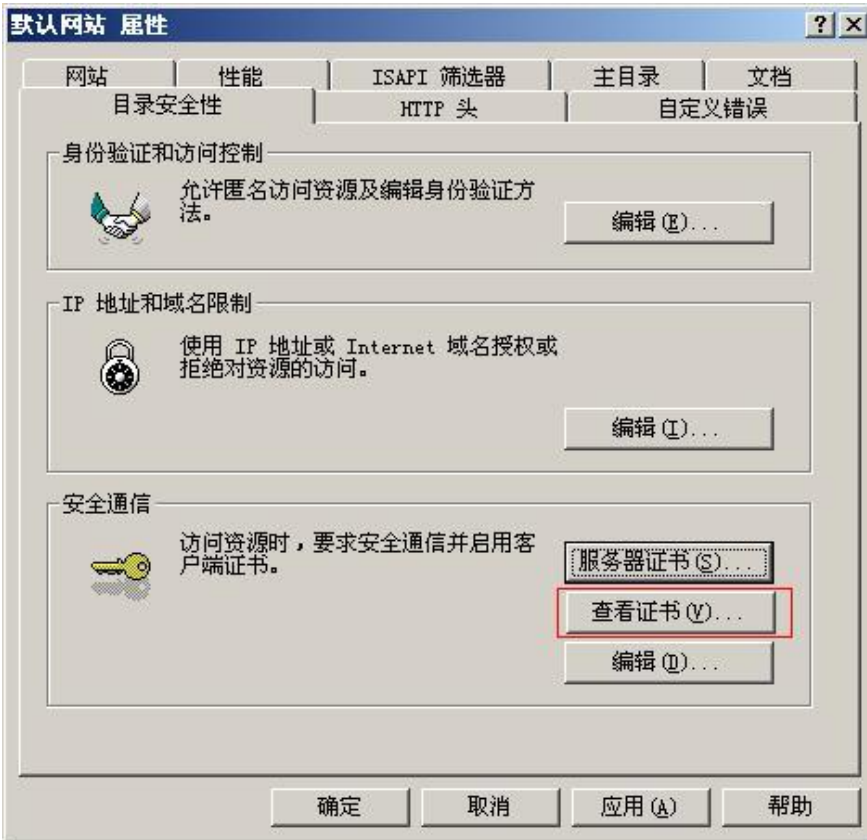 默认网站 属性
网站 性能 ISAPI 筛选器 主目录 文档
目录安全性 HTTP 头 自定义错误
身份验证和访问控制
允许匿名访问资源及编辑身份验证方
法。
编辑(E)...
IP 地址和域名限制
使用 IP 地址或 Internet 域名授权或
拒绝对资源的访问。
编辑(I)...
安全通信
访问资源时，要求安全通信并启用客
户端证书。
服务器证书(S)...
查看证书(V)...
编辑(D)...
确定 取消 应用(A) 帮助